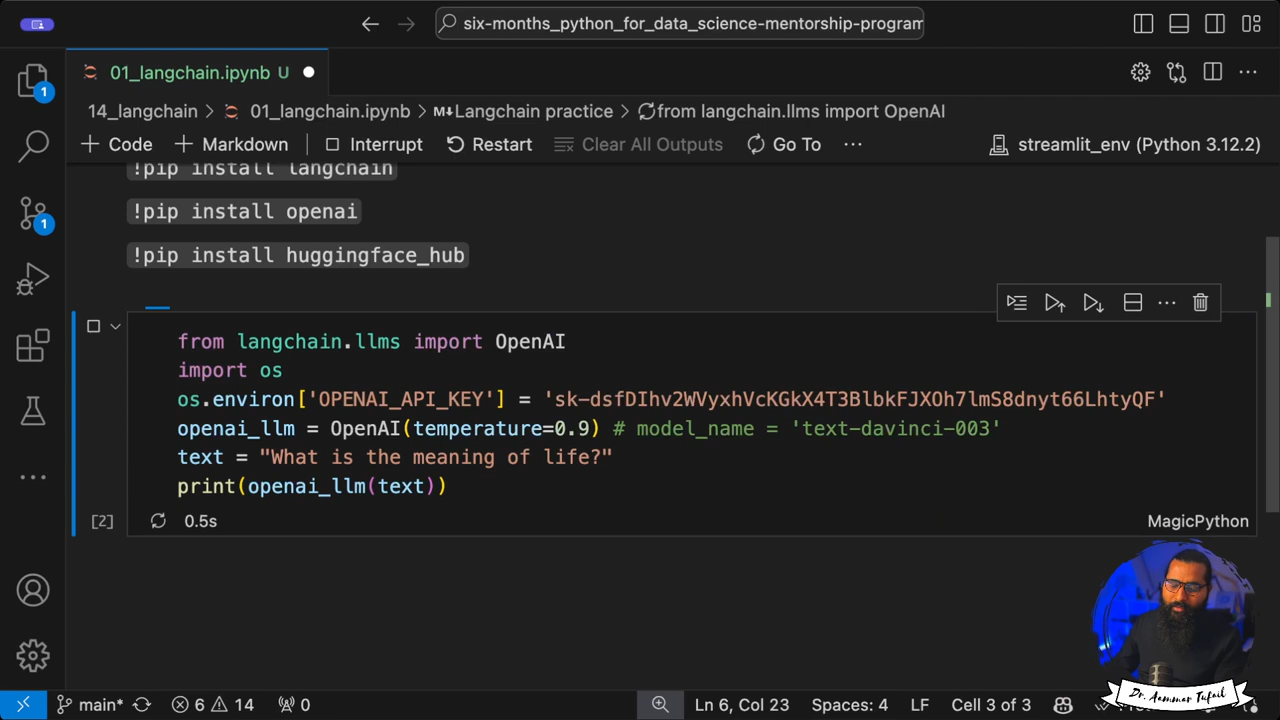 six-months_python_for_data_science-mentorship-program
01_langchain.ipynb U
14_langchain > 01_langchain.ipynb > M↓Langchain practice > from langchain.llms import OpenAI
+ Code + Markdown Interrupt Restart Clear All Outputs Go To ... streamlit_env (Python 3.12.2)
!pip install langchain
!pip install openai
!pip install huggingface_hub
from langchain.llms import OpenAI
import os
os.environ['OPENAI_API_KEY'] = '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'
openai_llm = OpenAI(temperature=0.9) # model_name = 'text-davinci-003'
text = "What is the meaning of life?"
print(openai_llm(text))
[2] 0.5s MagicPython
1
1
Dr. Aammar Tufail
main* 6 14 0 Ln 6, Col 23 Spaces: 4 LF Cell 3 of 3